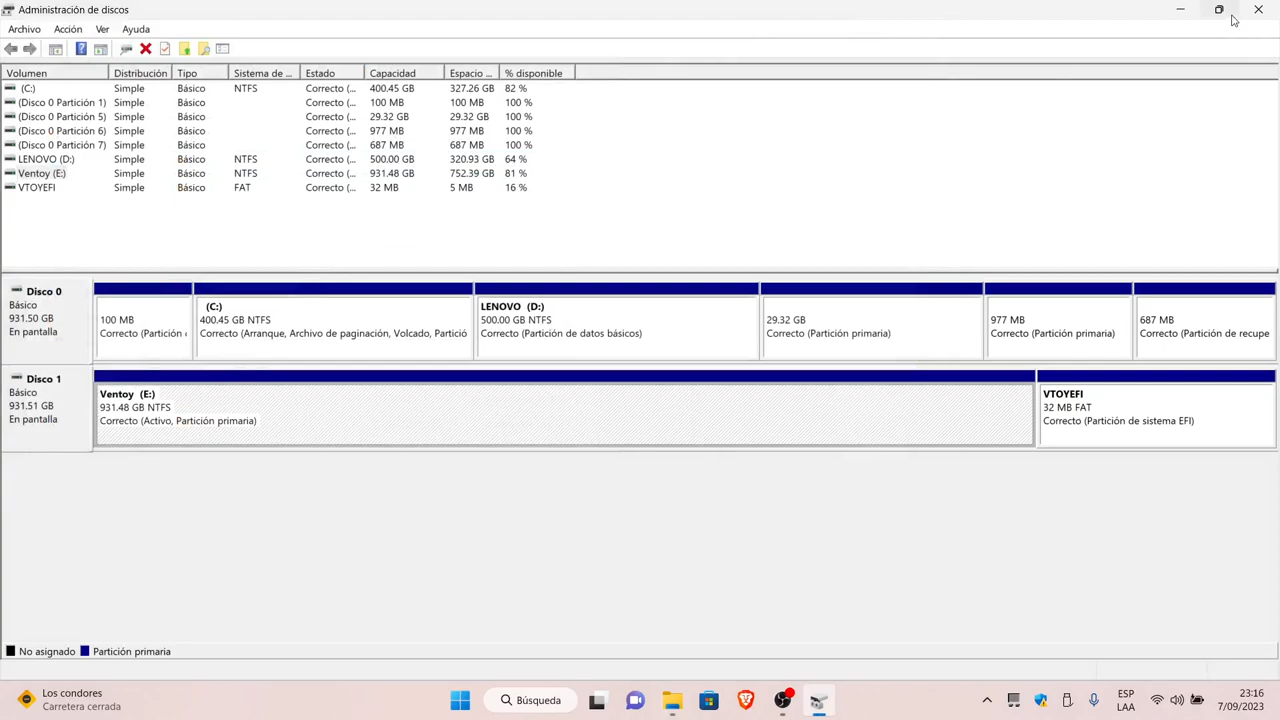 Administración de discos
Archivo Acción Ver Ayuda
Volumen Distribución Tipo Sistema de ... Estado Capacidad Espacio ... % disponible
(C:) Simple Básico NTFS Correcto (... 400.45 GB 327.26 GB 82 %
(Disco 0 Partición 1) Simple Básico Correcto (... 100 MB 100 MB 100 %
(Disco 0 Partición 5) Simple Básico Correcto (... 29.32 GB 29.32 GB 100 %
(Disco 0 Partición 6) Simple Básico Correcto (... 977 MB 977 MB 100 %
(Disco 0 Partición 7) Simple Básico Correcto (... 687 MB 687 MB 100 %
LENOVO (D:) Simple Básico NTFS Correcto (... 500.00 GB 320.93 GB 64 %
Ventoy (E:) Simple Básico NTFS Correcto (... 931.48 GB 752.39 GB 81 %
VTOYEFI Simple Básico FAT Correcto (... 32 MB 5 MB 16 %
Disco 0
Básico
931.50 GB
En pantalla
100 MB
Correcto (Partición
(C:)
400.45 GB NTFS
Correcto (Arranque, Archivo de paginación, Volcado, Partició
LENOVO (D:)
500.00 GB NTFS
Correcto (Partición de datos básicos)
29.32 GB
Correcto (Partición primaria)
977 MB
Correcto (Partición primaria)
687 MB
Correcto (Partición de recupe
Disco 1
Básico
931.51 GB
En pantalla
Ventoy (E:)
931.48 GB NTFS
Correcto (Activo, Partición primaria)
VTOYEFI
32 MB FAT
Correcto (Partición de sistema EFI)
No asignado Partición primaria
Los condores
Carretera cerrada
Búsqueda
ESP
LAA
23:16
7/09/2023